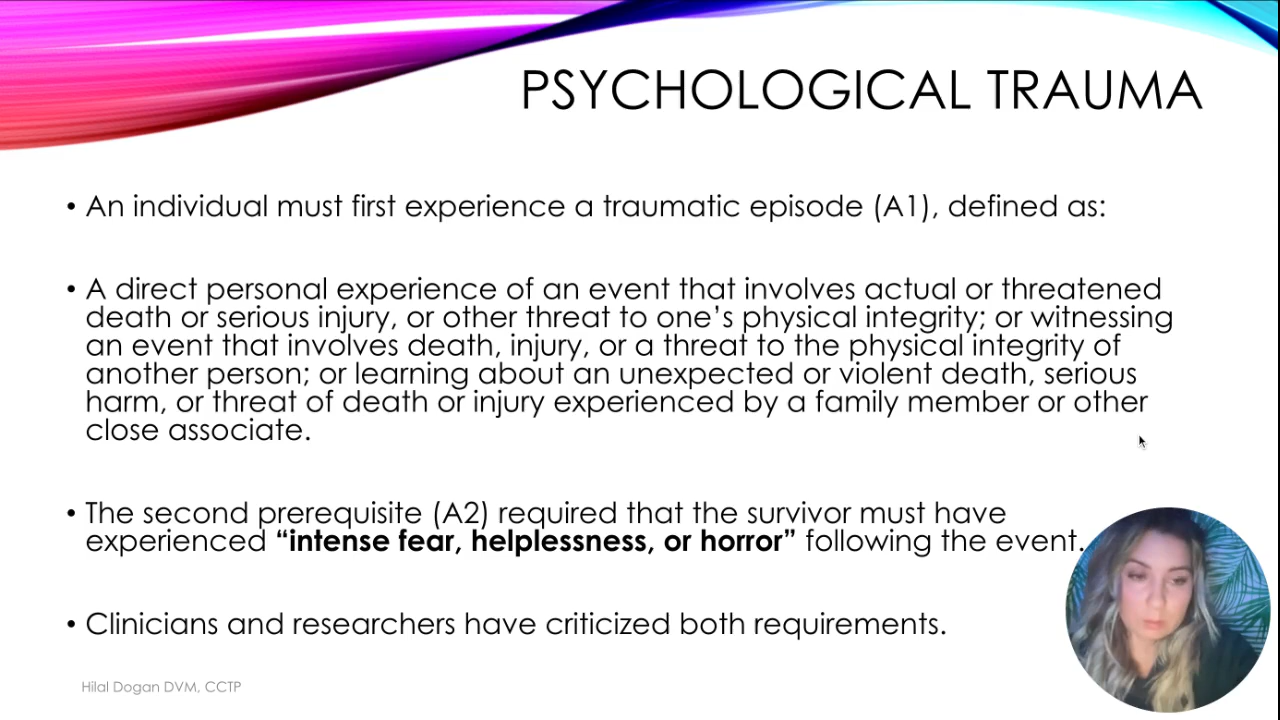 PSYCHOLOGICAL TRAUMA
• An individual must first experience a traumatic episode (A1), defined as:
• A direct personal experience of an event that involves actual or threatened
death or serious injury, or other threat to one’s physical integrity; or witnessing
an event that involves death, injury, or a threat to the physical integrity of
another person; or learning about an unexpected or violent death, serious
harm, or threat of death or injury experienced by a family member or other
close associate.
• The second prerequisite (A2) required that the survivor must have
experienced “intense fear, helplessness, or horror” following the event.
• Clinicians and researchers have criticized both requirements.
Hilal Dogan DVM, CCTP